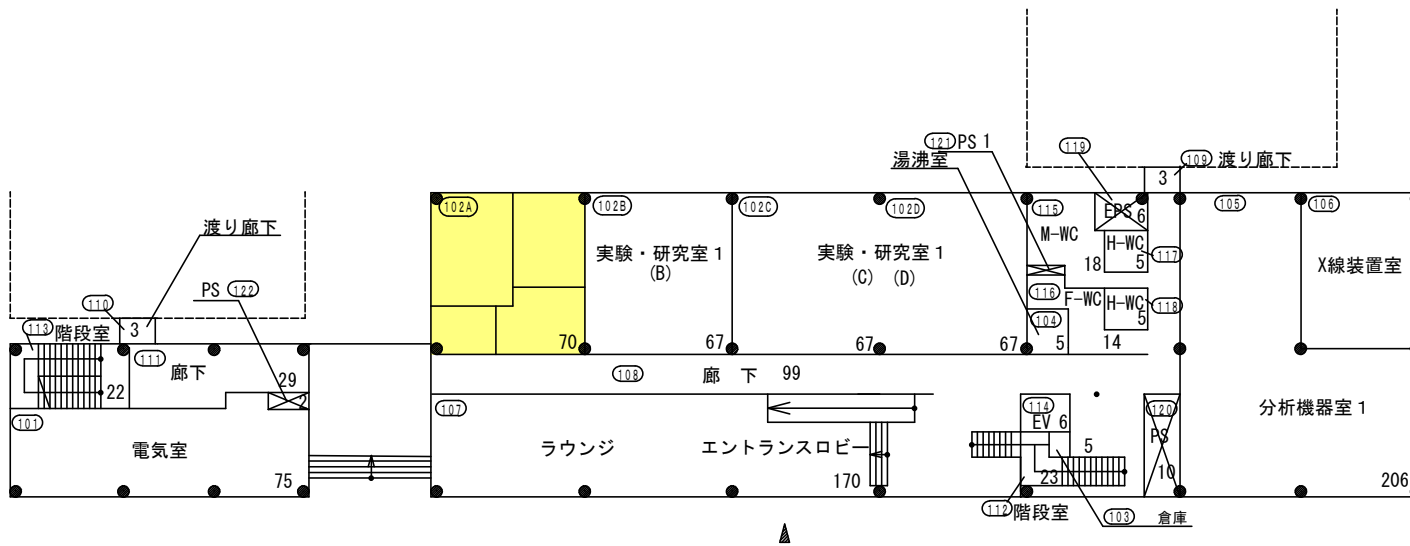 121 PS 1
119
湯沸室
109 渡り廊下
3
102A
102B
102C
102D
115
EPS 6
105
106
M-WC
H-WC
117
5
18
実験・研究室１
(B)
実験・研究室１
(C) (D)
X線装置室
渡り廊下
PS 122
110
3
116
F-WC
H-WC
118
5
104
5
14
113 階段室
111
廊下
22
29
2
70
67
67
67
108
廊 下 99
101
電気室
75
107
ラウンジ
エントランスロビー
170
114
EV 6
5
23
120
PS
10
分析機器室１
206
112 階段室
103 倉庫